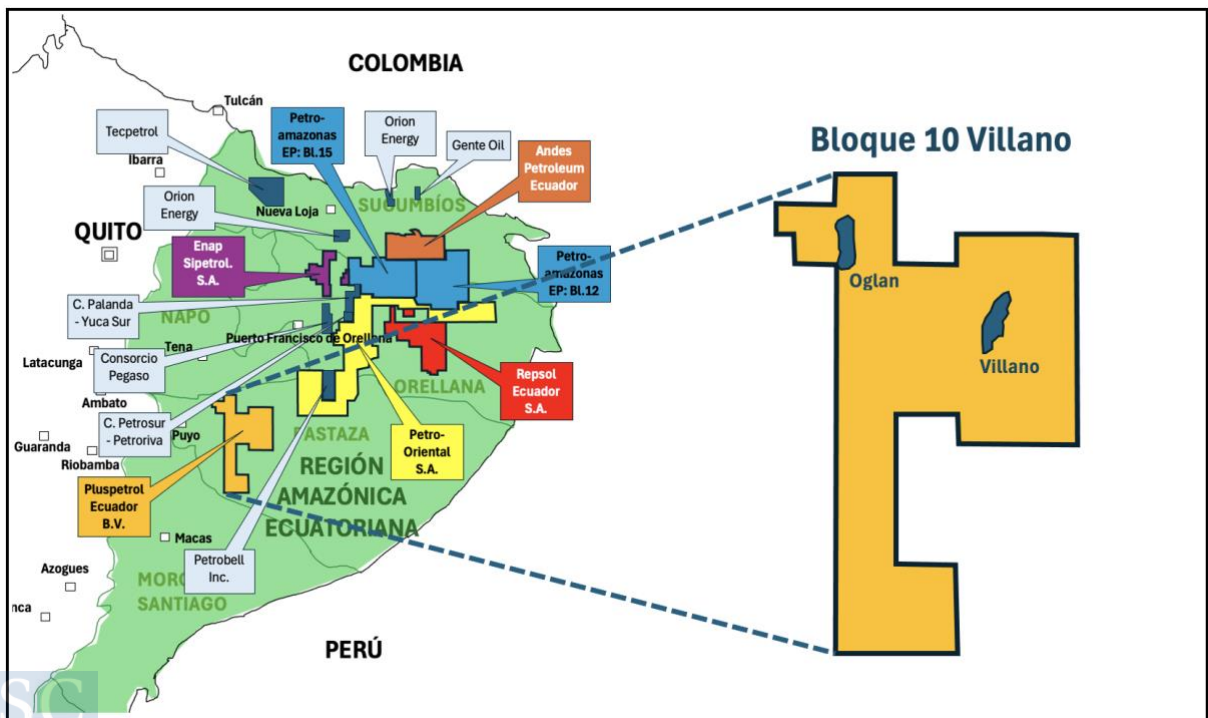 COLOMBIA
Tulcán
Tecpetrol
Ibarra
Petro-
amazonas
EP: Bl.15
Orion
Energy
Gente Oil
Andes
Petroleum
Ecuador
Bloque 10 Villano
Orion
Energy
Nueva Loja
SUCUMBÍOS
QUITO
Enap
Sipetrol.
S.A.
Petro-
amazonas
EP: Bl.12
Oglan
C. Palanda
- Yuca Sur
NAPO
Puerto Francisco de Orellana
Tena
Latacunga
Consorcio
Pegaso
Villano
Repsol
Ecuador
S.A.
ORELLANA
Ambato
C. Petrosur
- Petroriva
Puyo
PASTAZA
Petro-
Oriental
S.A.
Guaranda
Riobamba
REGIÓN
AMAZÓNICA
ECUATORIANA
Pluspetrol
Ecuador
B.V.
Macas
Petrobell
Inc.
Azogues
MORO
SANTIAGO
nca
PERÚ
SC